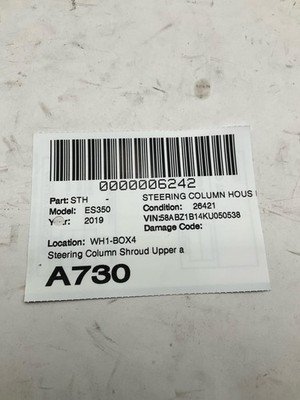 0000006242
Part: STH - STEERING COLUMN HOUS
Model: ES350 Condition: 26421
Year: 2019 VIN:58ABZ1B14KU050538
Damage Code:
Location: WH1-BOX4
Steering Column Shroud Upper a
A730